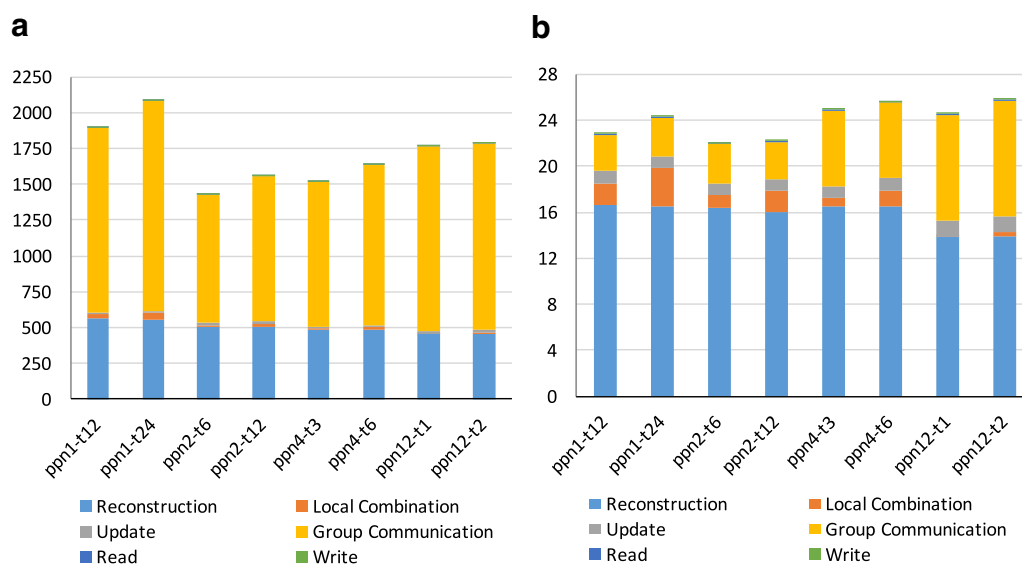 a
2250
2000
1750
1500
1250
1000
750
500
250
0
ppn1-t12
ppn1-t24
ppn2-t6
ppn2-t12
ppn4-t3
ppn4-t6
ppn12-t1
ppn12-t2
Reconstruction
Local Combination
Update
Group Communication
Read
Write
b
28
24
20
16
12
8
4
0
ppn1-t12
ppn1-t24
ppn2-t6
ppn2-t12
ppn4-t3
ppn4-t6
ppn12-t1
ppn12-t2
Reconstruction
Local Combination
Update
Group Communication
Read
Write